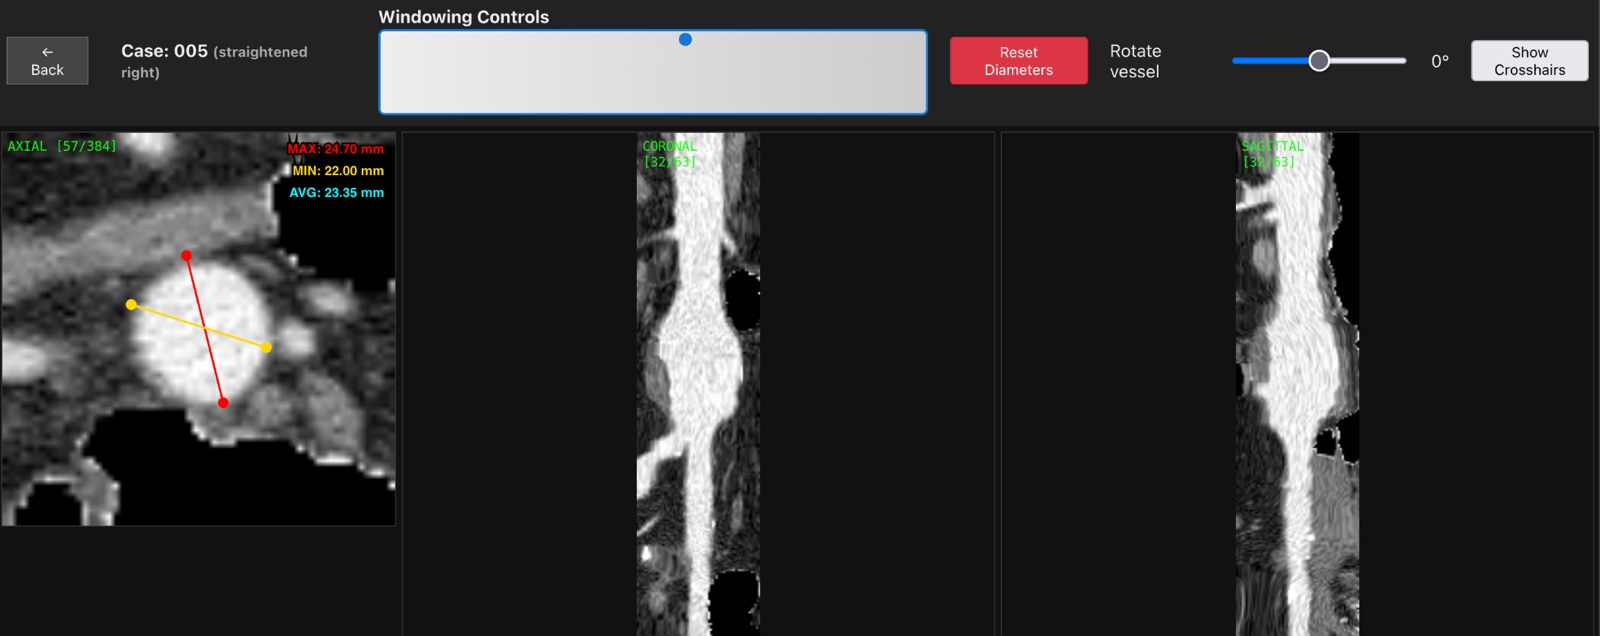 Windowing Controls
←
Back
Case: 005 (straightened
right)
Reset
Diameters
Rotate
vessel
0°
Show
Crosshairs
AXIAL [57/384]
MAX: 24.70 mm
MIN: 22.00 mm
AVG: 23.35 mm
CORONAL
[32/63]
SAGITTAL
[32/63]